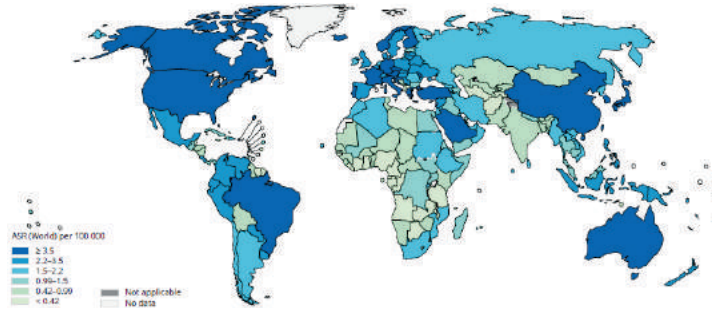 ASR (World) per 100 000
≥ 3.5
2.2–3.5
1.5–2.2
0.99–1.5
0.42–0.99
< 0.42
Not applicable
No data